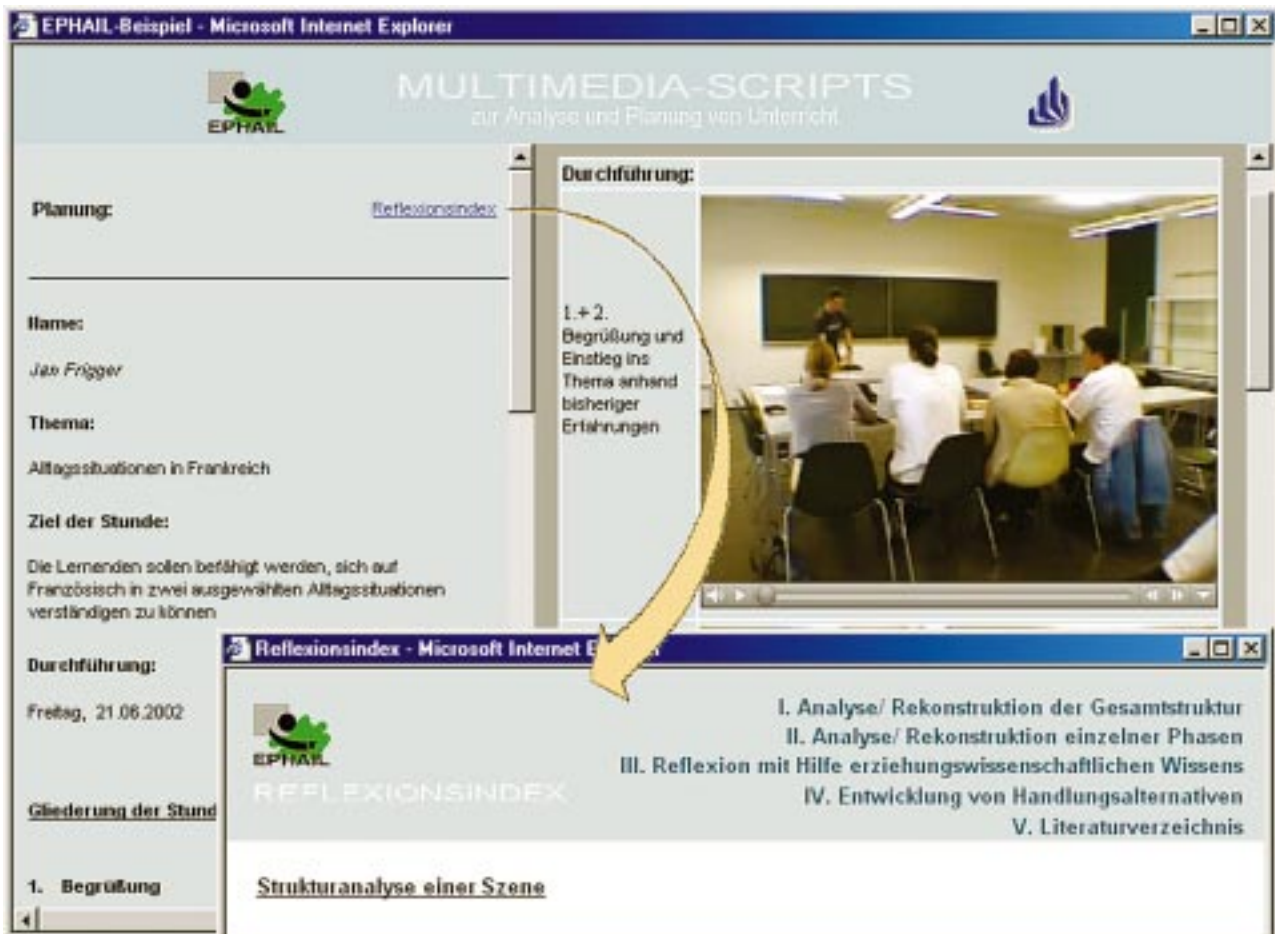 EPHAIL-Beispiel - Microsoft Internet Explorer
EPHAIL
MULTIMEDIA-SCRIPTS
zur Analyse und Planung von Unterricht
Planung:
Reflexionsindex
Name:
Jan Frigger
Thema:
Alltagssituationen in Frankreich
Ziel der Stunde:
Die Lernenden sollen befähigt werden, sich auf
Französisch in zwei ausgewählten Alltagssituationen
verständigen zu können
Durchführung:
Freitag, 21.06.2002
Gliederung der Stund
1. Begrüßung
Durchführung:
1.+ 2.
Begrüßung und
Einstieg ins
Thema anhand
bisheriger
Erfahrungen
Reflexionsindex - Microsoft Internet E
EPHAIL
REFLEXIONSINDEX
I. Analyse/ Rekonstruktion der Gesamtstruktur
II. Analyse/ Rekonstruktion einzelner Phasen
III. Reflexion mit Hilfe erziehungswissenschaftlichen Wissens
IV. Entwicklung von Handlungsalternativen
V. Literaturverzeichnis
Strukturanalyse einer Szene